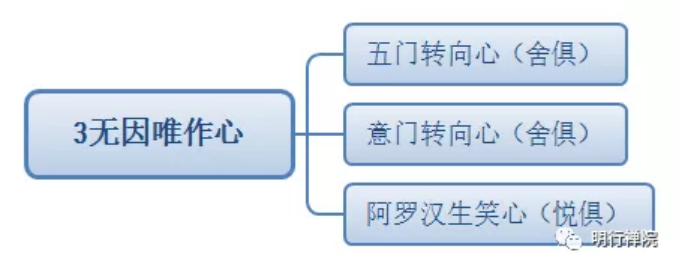 五门转向心（舍俱）
3无因唯作心
意门转向心（舍俱）
阿罗汉生笑心（悦俱）
明行禅院